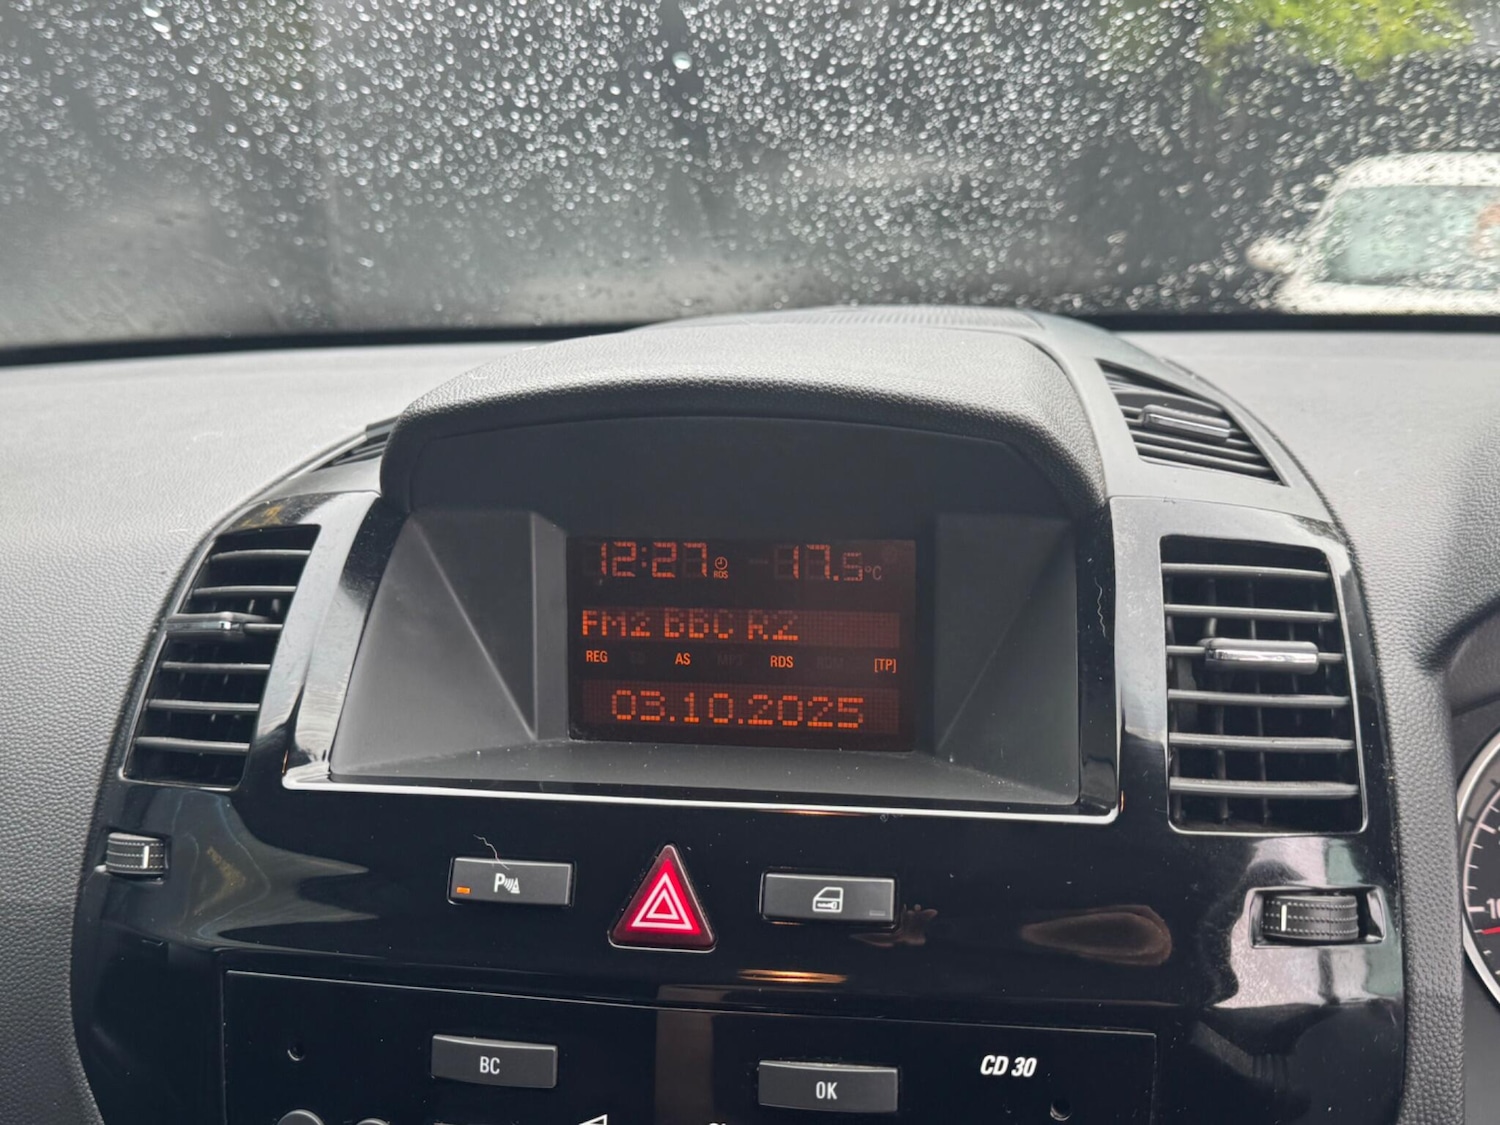 12:27 RDS 17.5°C
FM2 BBC R2
REG AS RDS [TP]
03.10.2025
P
BC
OK
CD 30